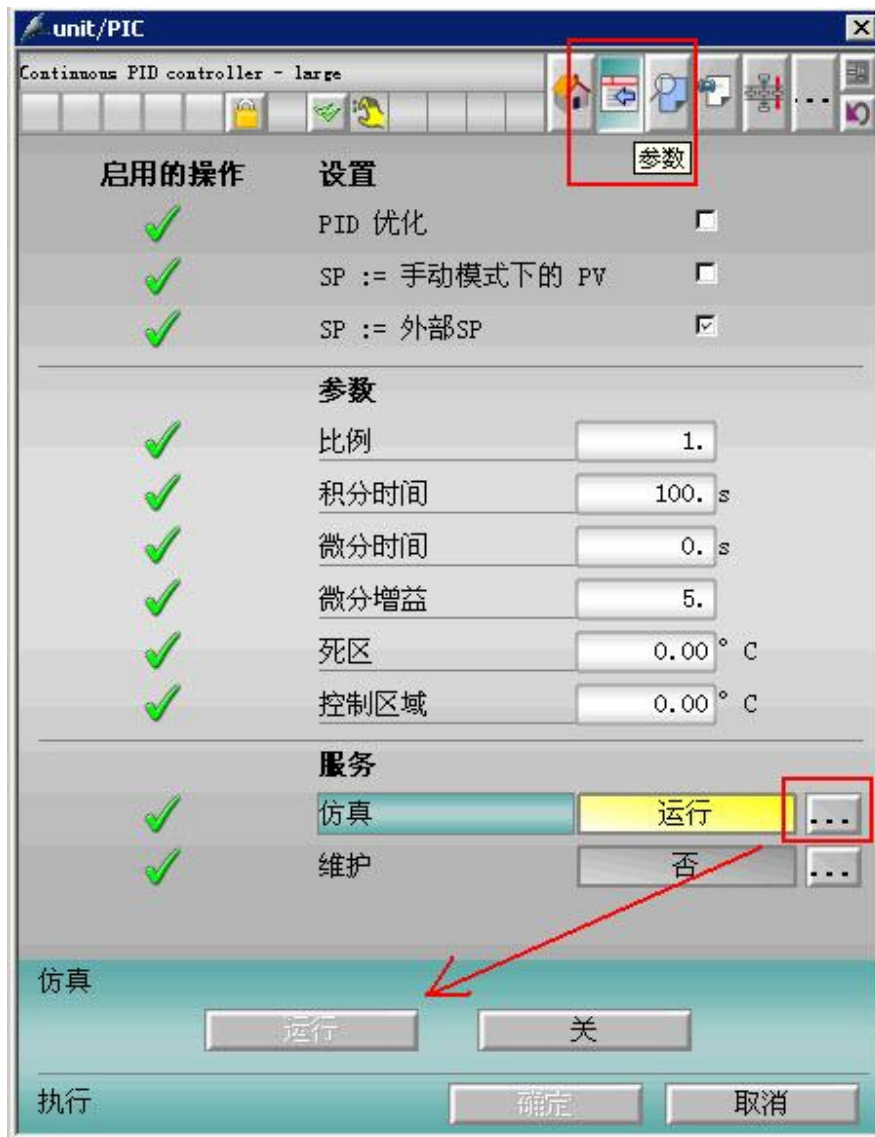 unit/PIC
Continuous PID controller - large
...
参数
启用的操作 设置
PID 优化
SP := 手动模式下的 PV
SP := 外部SP
参数
比例 1.
积分时间 100. s
微分时间 0. s
微分增益 5.
死区 0.00 ° C
控制区域 0.00 ° C
服务
仿真 运行 ...
维护 否 ...
仿真
运行 关
执行 确定 取消